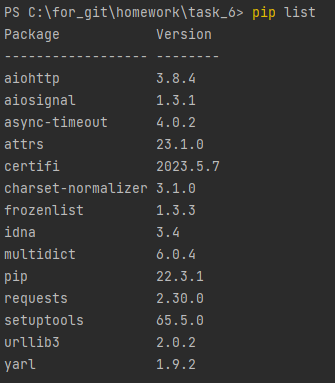 PS C:\for_git\homework\task_6> pip list
Package            Version
------------------ --------
aiohttp            3.8.4
aiosignal          1.3.1
async-timeout      4.0.2
attrs              23.1.0
certifi            2023.5.7
charset-normalizer 3.1.0
frozenlist         1.3.3
idna               3.4
multidict          6.0.4
pip                22.3.1
requests           2.30.0
setuptools         65.5.0
urllib3            2.0.2
yarl               1.9.2